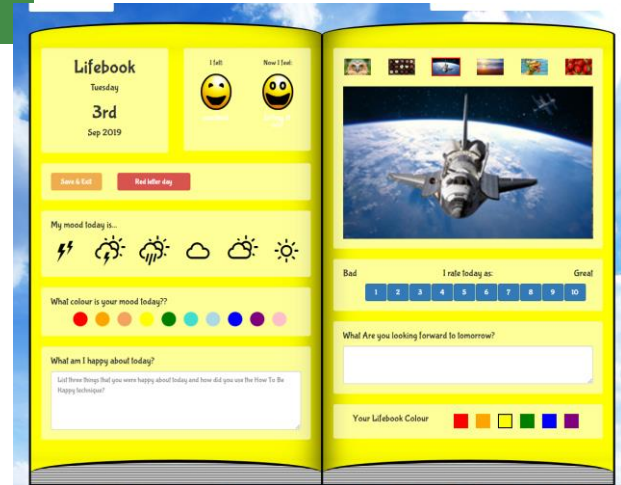 Lifebook
Tuesday
3rd
Sep 2019
I felt:
Now I feel:
Save & Exit
Red letter day
My mood today is...
What colour is your mood today??
What am I happy about today?
List three things that you were happy about today and how did you use the How To Be
Happy technique?
Bad
I rate today as:
Great
1 2 3 4 5 6 7 8 9 10
What Are you looking forward to tomorrow?
Your Lifebook Colour